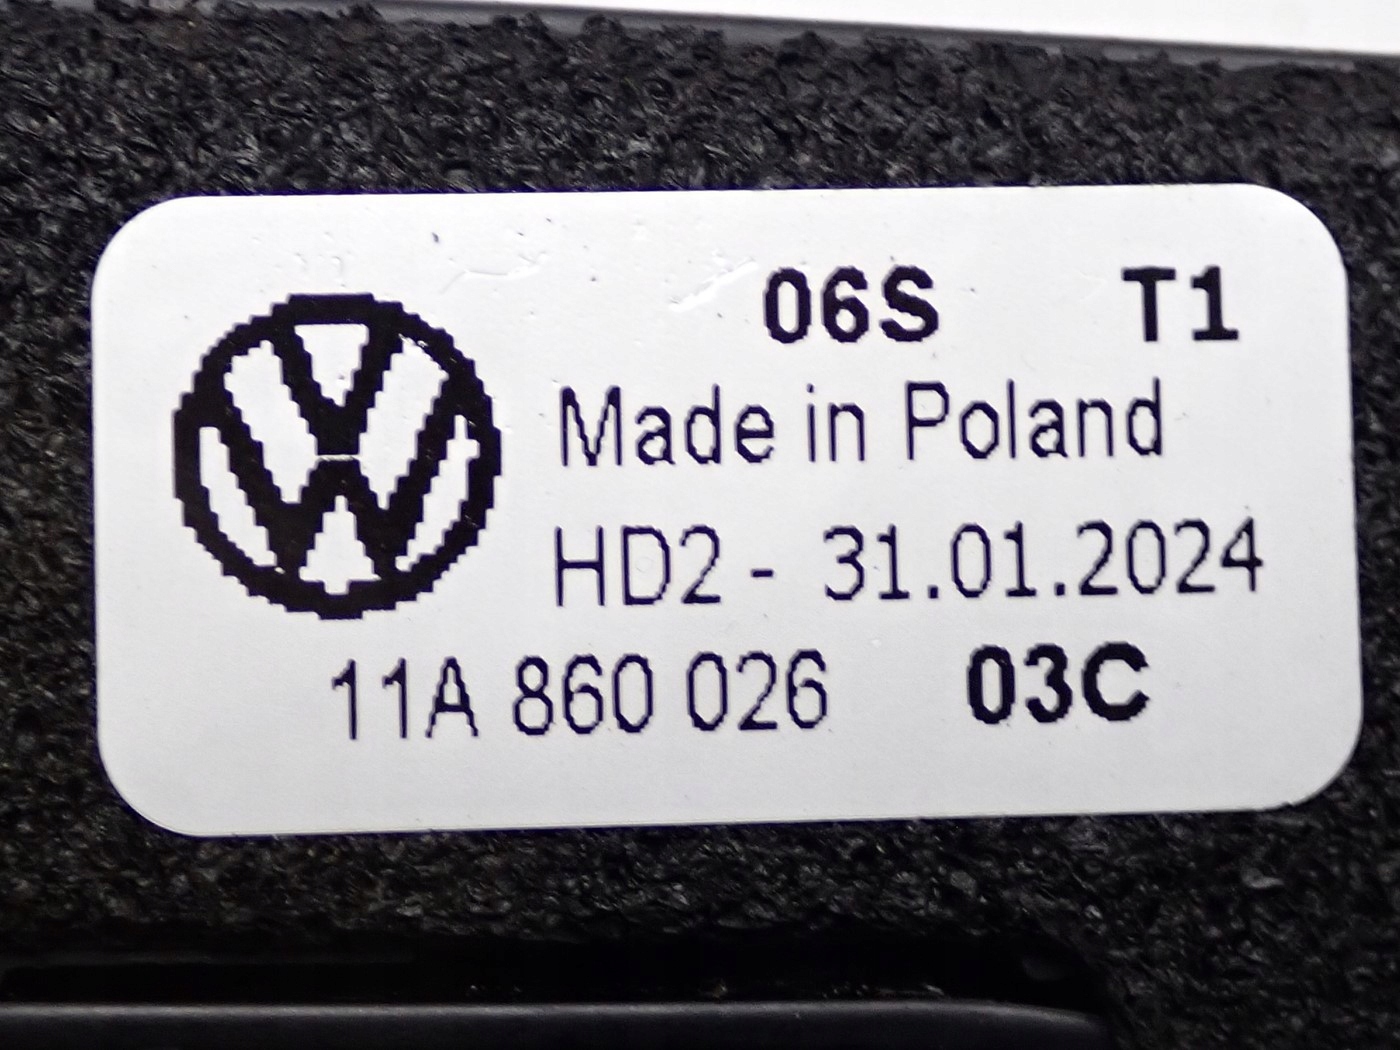 06S T1
Made in Poland
HD2 - 31.01.2024
11A 860 026 03C